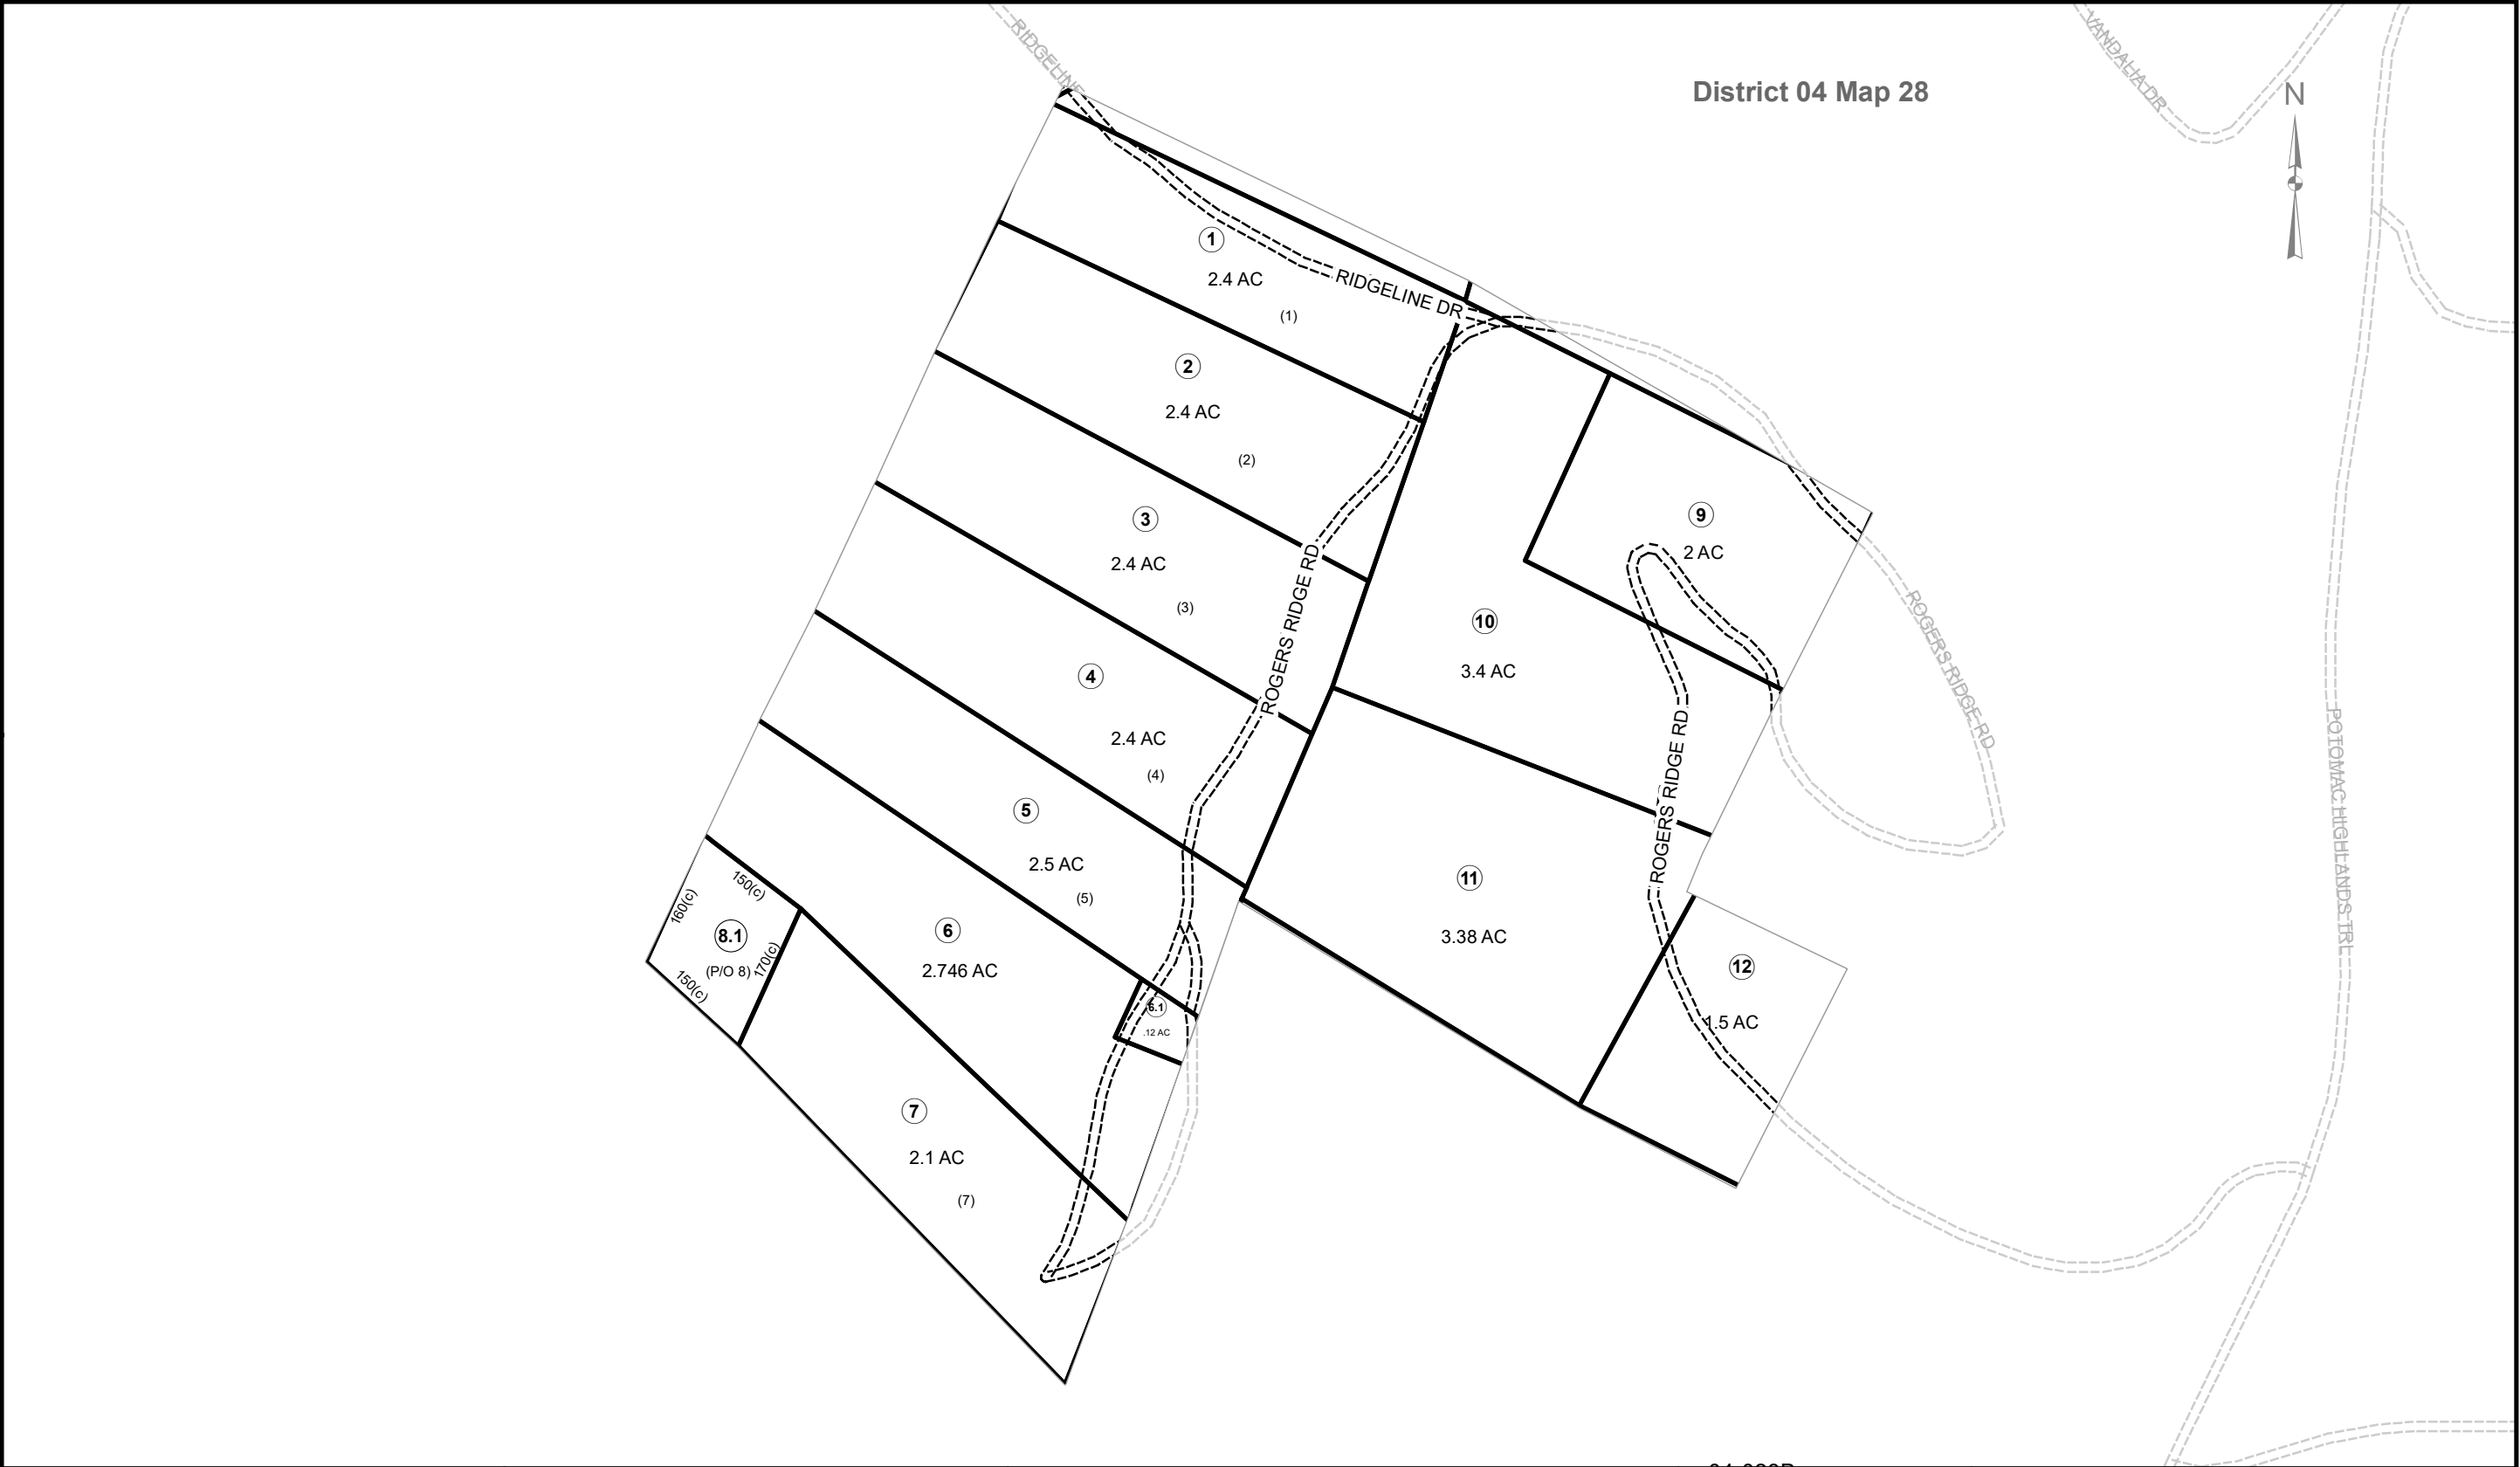 RIDGELINE
VANDALIA DR
District 04 Map 28
N
1
2.4 AC
(1)
RIDGELINE DR
2
2.4 AC
(2)
3
2.4 AC
(3)
ROGERS RIDGE RD
9
2 AC
10
3.4 AC
ROGERS RIDGE RD
4
2.4 AC
(4)
ROGERS RIDGE RD
POTOMAC HIGHLANDS TRL
5
2.5 AC
(5)
11
3.38 AC
150(c)
160(c)
8.1
(P/O 8)
170(c)
150(c)
6
2.746 AC
6.1
.12 AC
12
1.5 AC
7
2.1 AC
(7)